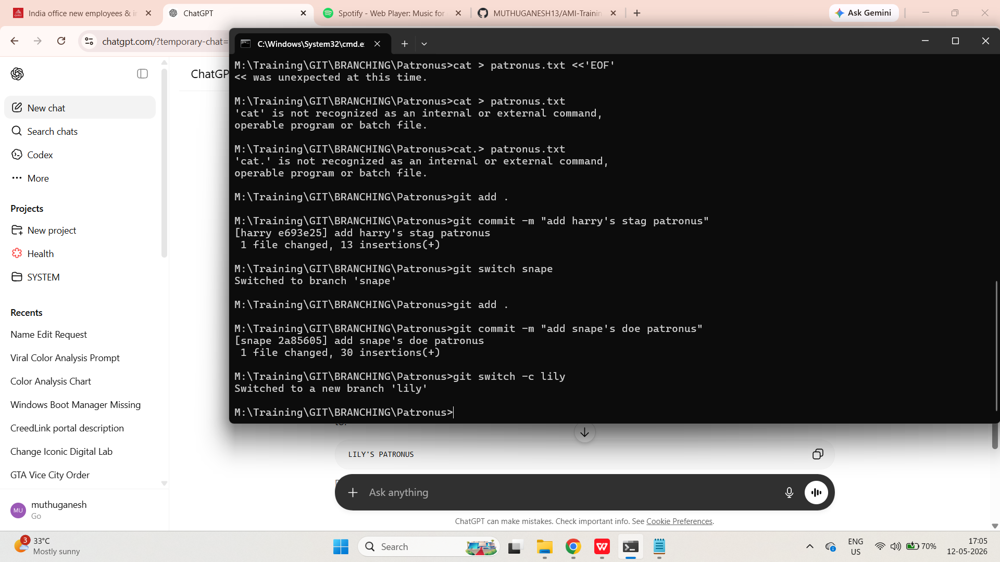 India office new employees & in
ChatGPT
Spotify - Web Player: Music for
MUTHUGANESH13/AMI-Trainin
Ask Gemini
chatgpt.com/?temporary-chat=
C:\Windows\System32\cmd.e
ChatGP
New chat
Search chats
Codex
More
Projects
New project
Health
SYSTEM
Recents
Name Edit Request
Viral Color Analysis Prompt
Color Analysis Chart
Windows Boot Manager Missing
CreedLink portal description
Change Iconic Digital Lab
GTA Vice City Order
MU
muthuganesh
Go
M:\Training\GIT\BRANCHING\Patronus>cat > patronus.txt <<'EOF'
<< was unexpected at this time.
M:\Training\GIT\BRANCHING\Patronus>cat > patronus.txt
'cat' is not recognized as an internal or external command,
operable program or batch file.
M:\Training\GIT\BRANCHING\Patronus>cat.> patronus.txt
'cat.' is not recognized as an internal or external command,
operable program or batch file.
M:\Training\GIT\BRANCHING\Patronus>git add .
M:\Training\GIT\BRANCHING\Patronus>git commit -m "add harry's stag patronus"
[harry e693e25] add harry's stag patronus
1 file changed, 13 insertions(+)
M:\Training\GIT\BRANCHING\Patronus>git switch snape
Switched to branch 'snape'
M:\Training\GIT\BRANCHING\Patronus>git add .
M:\Training\GIT\BRANCHING\Patronus>git commit -m "add snape's doe patronus"
[snape 2a85605] add snape's doe patronus
1 file changed, 30 insertions(+)
M:\Training\GIT\BRANCHING\Patronus>git switch -c lily
Switched to a new branch 'lily'
M:\Training\GIT\BRANCHING\Patronus>
to:
LILY'S PATRONUS
Ask anything
ChatGPT can make mistakes. Check important info. See Cookie Preferences.
3
33°C
Mostly sunny
Search
ENG
US
70%
17:05
12-05-2026